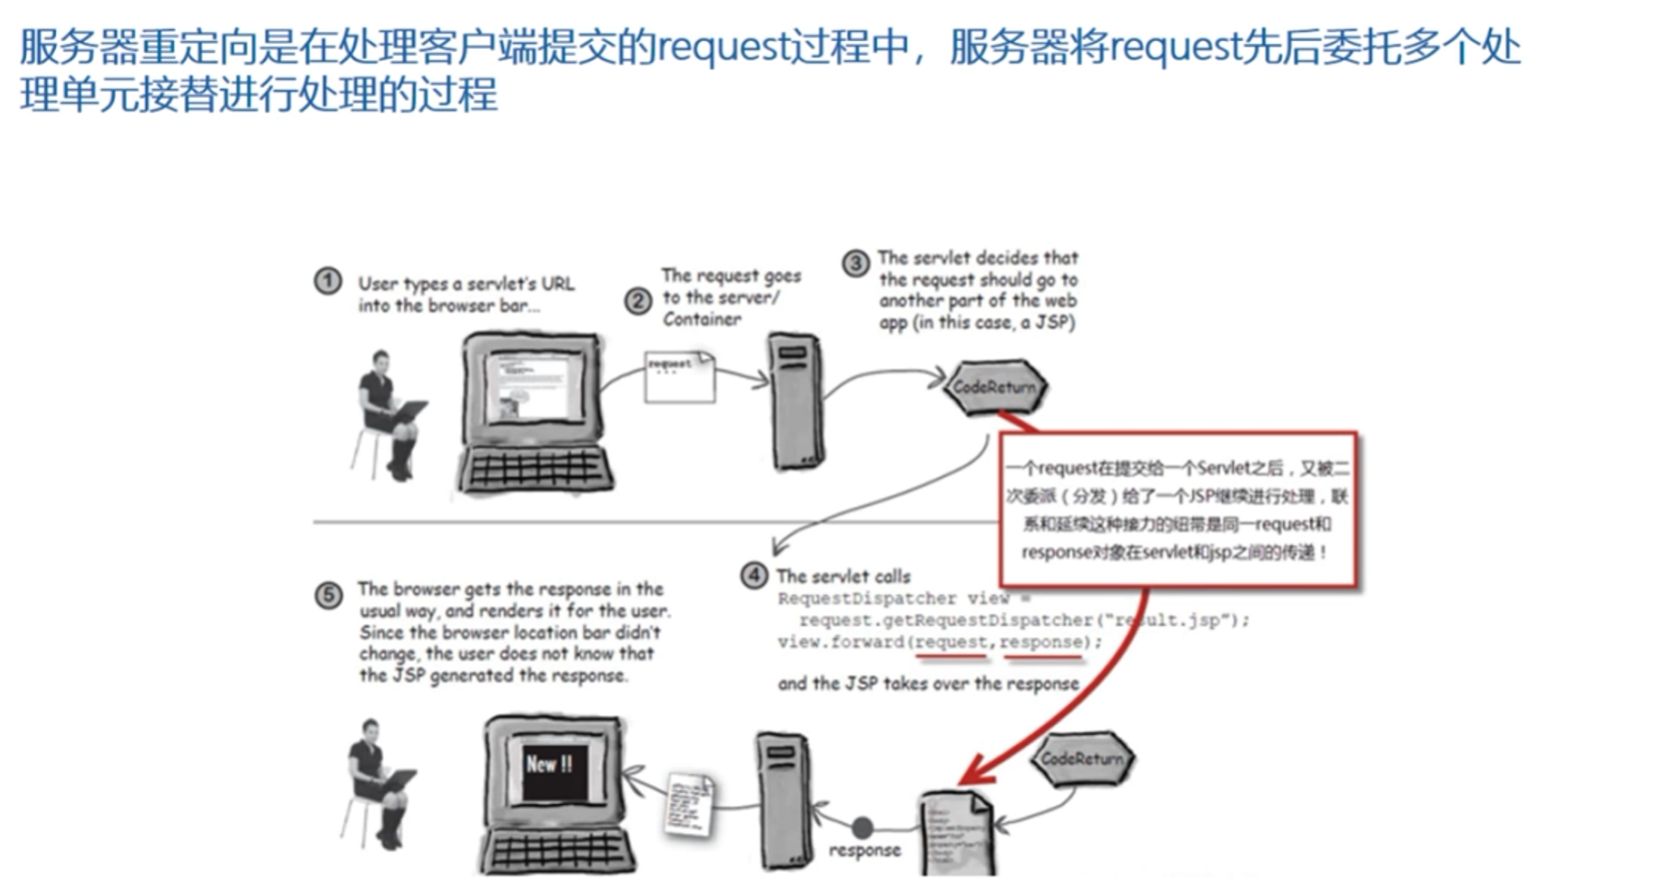 服务器重定向是在处理客户端提交的request过程中，服务器将request先后委托多个处
理单元接替进行处理的过程
1 User types a servlet's URL
into the browser bar...
2 The request goes
to the server/
Container
3 The servlet decides that
the request should go to
another part of the web
app (in this case, a JSP)
request
CodeReturn
一个request在提交给一个Servlet之后，又被二
次委派（分发）给了一个JSP继续进行处理，联
系和延续这种接力的纽带是同一request和
response对象在servlet和jsp之间的传递！
4 The servlet calls
RequestDispatcher view =
request.getRequestDispatcher("result.jsp");
view.forward(request,response);
and the JSP takes over the response
5 The browser gets the response in the
usual way, and renders it for the user.
Since the browser location bar didn't
change, the user does not know that
the JSP generated the response.
New !!
CodeReturn
response